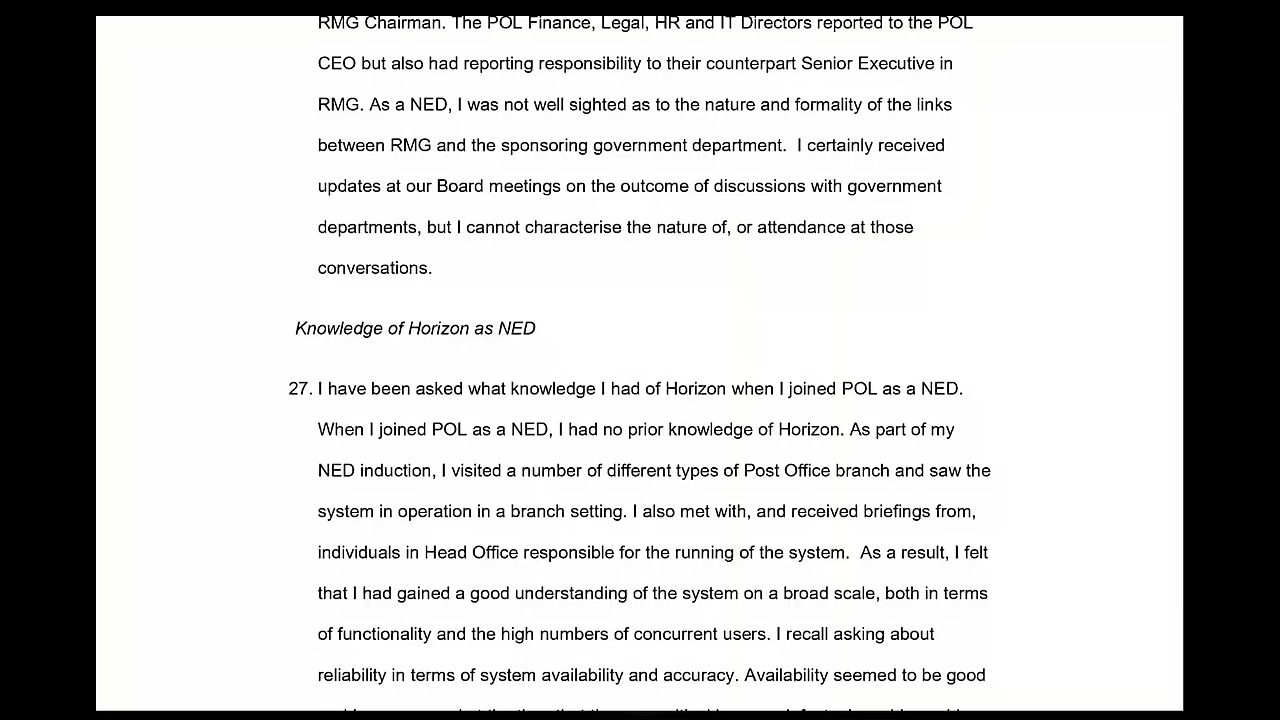 RMG Chairman. The POL Finance, Legal, HR and IT Directors reported to the POL
CEO but also had reporting responsibility to their counterpart Senior Executive in
RMG. As a NED, I was not well sighted as to the nature and formality of the links
between RMG and the sponsoring government department.  I certainly received
updates at our Board meetings on the outcome of discussions with government
departments, but I cannot characterise the nature of, or attendance at those
conversations.
Knowledge of Horizon as NED
27. I have been asked what knowledge I had of Horizon when I joined POL as a NED.
When I joined POL as a NED, I had no prior knowledge of Horizon. As part of my
NED induction, I visited a number of different types of Post Office branch and saw the
system in operation in a branch setting. I also met with, and received briefings from,
individuals in Head Office responsible for the running of the system.  As a result, I felt
that I had gained a good understanding of the system on a broad scale, both in terms
of functionality and the high numbers of concurrent users. I recall asking about
reliability in terms of system availability and accuracy. Availability seemed to be good